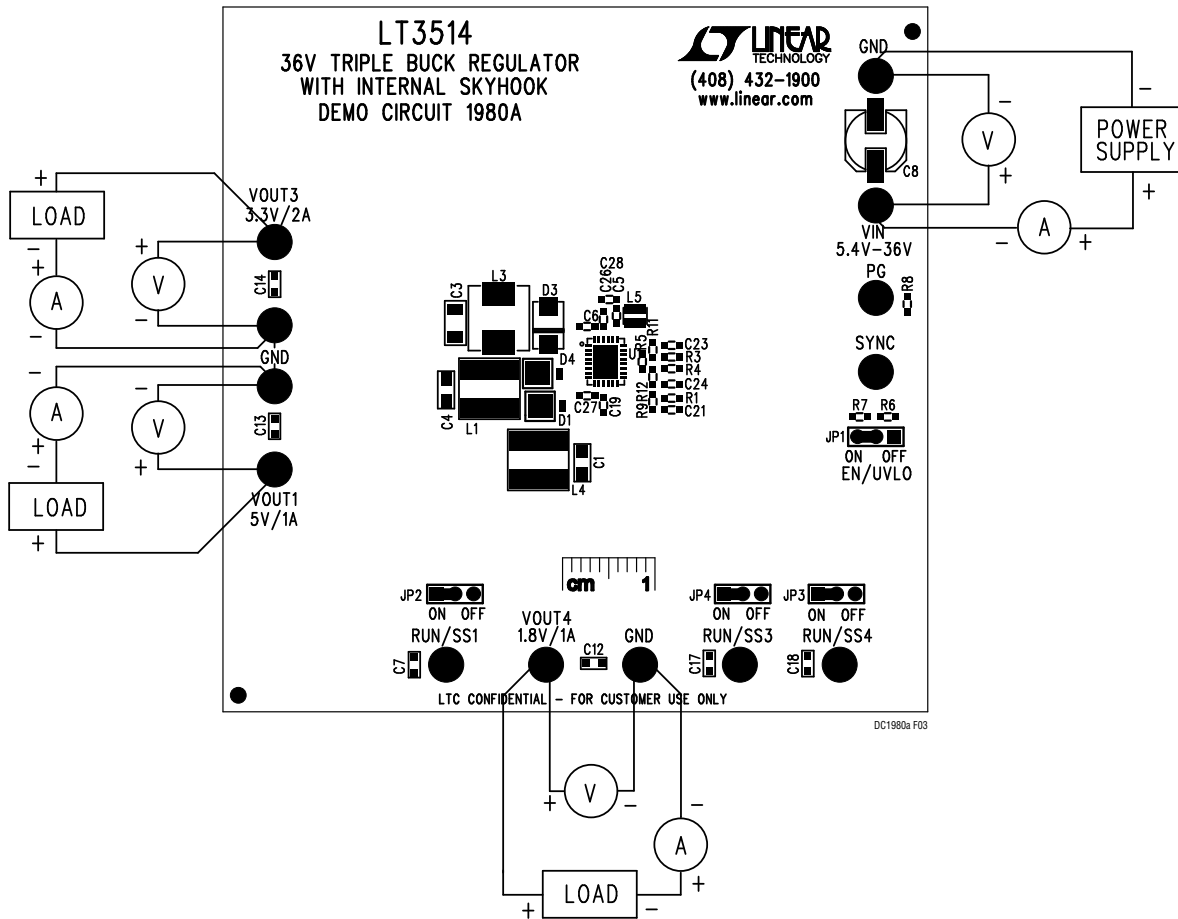 LT3514
36V TRIPLE BUCK REGULATOR
WITH INTERNAL SKYHOOK
DEMO CIRCUIT 1980A
LINEAR
TECHNOLOGY
(408) 432-1900
www.linear.com
GND
-
-
V
POWER
SUPPLY
C8
+
+
VIN
5.4V-36V
-
A
+
PG
R8
SYNC
R7
R6
JP1
ON
OFF
EN/UVLO
+
LOAD
-
+
A
-
VOUT3
3.3V/2A
+
V
-
C14
GND
-
A
+
-
V
+
C13
-
LOAD
+
VOUT1
5V/1A
C3
L3
D3
C28
C26
C5
L5
C6
R11
R5
U1
C23
R3
R4
C24
R1
C21
R12
R9
D4
C4
L1
C27
C19
D1
C1
L4
cm
1
JP2
ON
OFF
RUN/SS1
C7
VOUT4
1.8V/1A
C12
GND
JP4
ON
OFF
RUN/SS3
C17
JP3
ON
OFF
RUN/SS4
C18
LTC CONFIDENTIAL - FOR CUSTOMER USE ONLY
DC1980a F03
+
V
-
-
A
+
+
LOAD
-